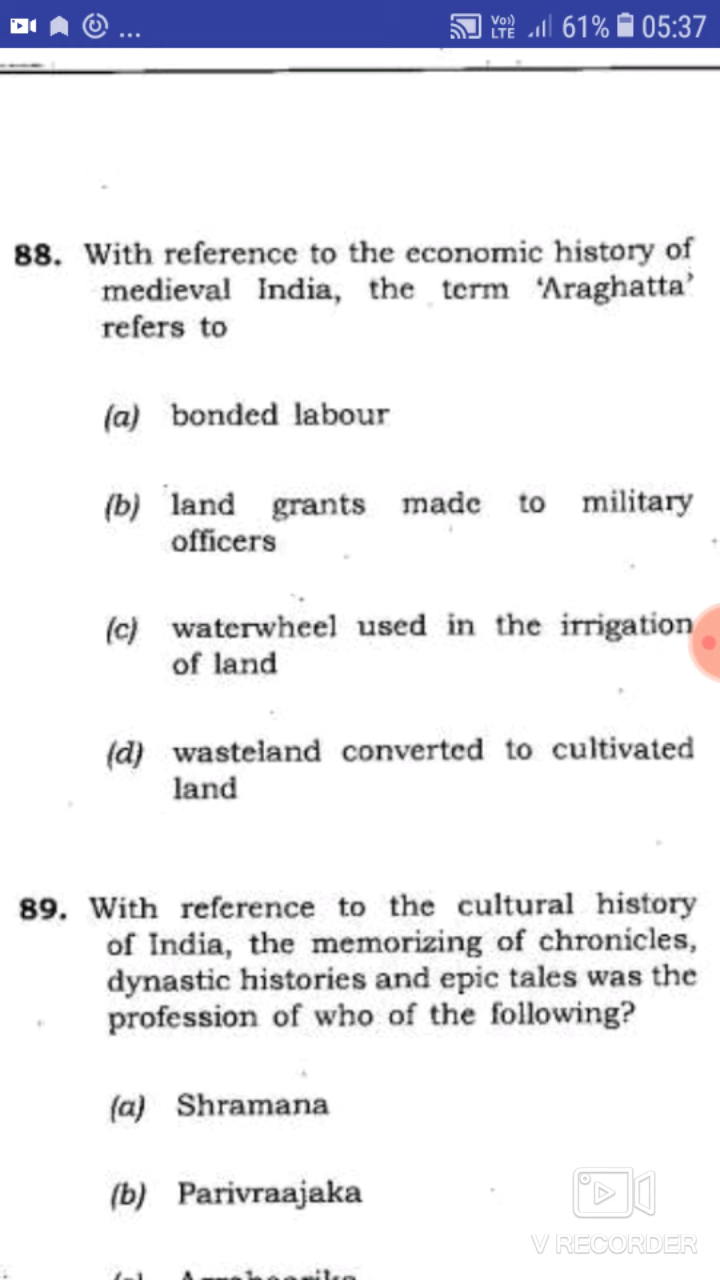 ... Vo)) LTE 61% 05:37
88. With reference to the economic history of
medieval India, the term ‘Araghatta’
refers to
(a) bonded labour
(b) land grants made to military
officers
(c) waterwheel used in the irrigation
of land
(d) wasteland converted to cultivated
land
89. With reference to the cultural history
of India, the memorizing of chronicles,
dynastic histories and epic tales was the
profession of who of the following?
(a) Shramana
(b) Parivraajaka
V RECORDER